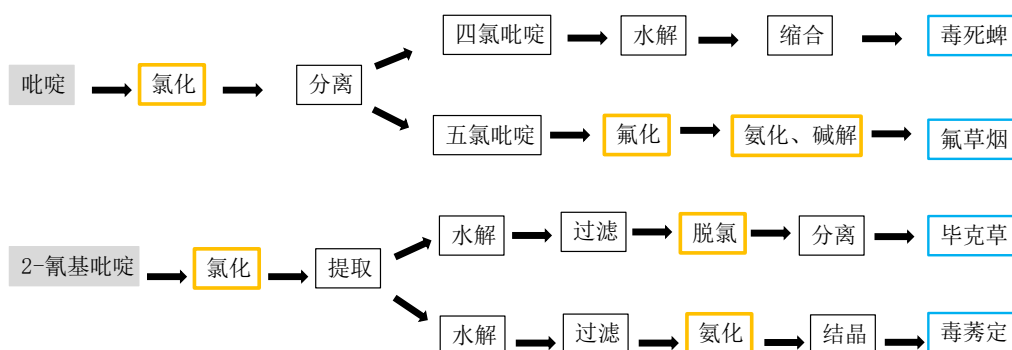 四氯吡啶
水解
缩合
毒死蜱
吡啶
氯化
分离
五氯吡啶
氟化
氨化、碱解
氟草烟
2-氰基吡啶
氯化
提取
水解
过滤
脱氯
分离
毕克草
水解
过滤
氨化
结晶
毒莠定